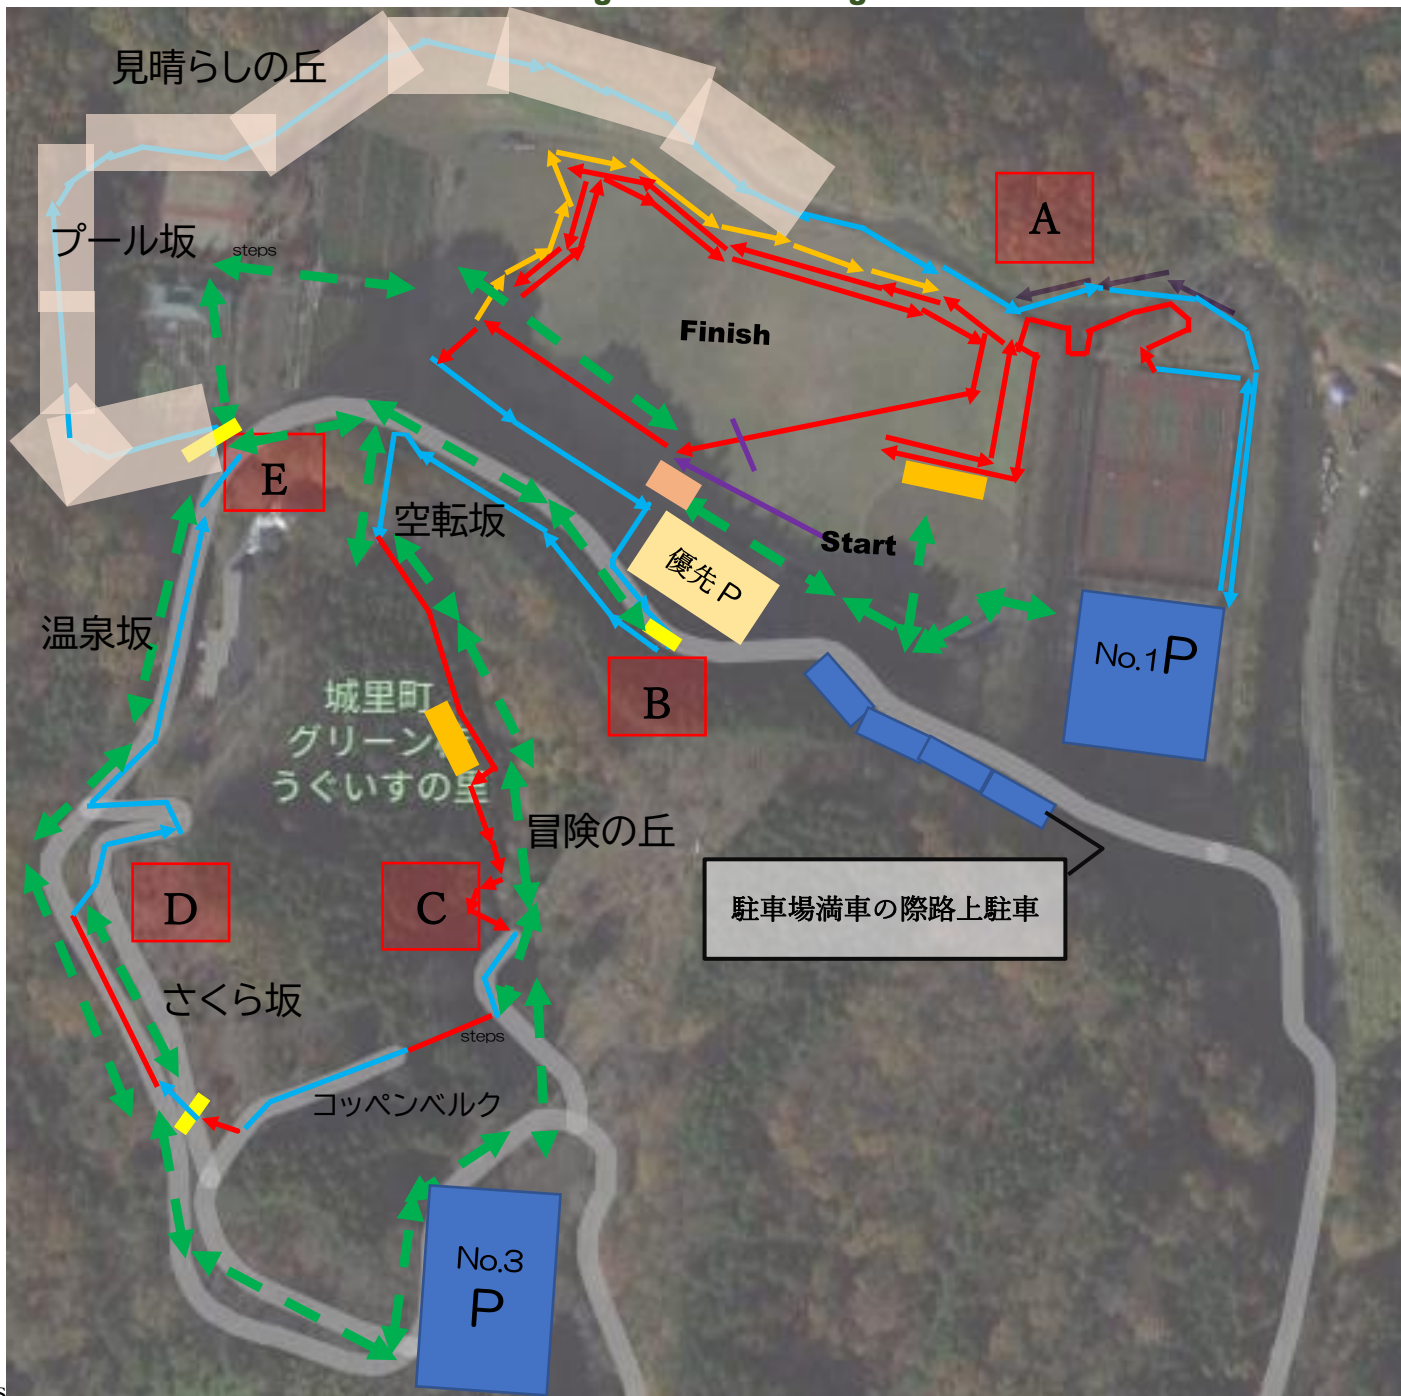 見晴らしの丘
A
プール坂
steps
Finish
E
空転坂
Start
優先P
温泉坂
No.1P
城里町
グリーン
うぐいすの里
B
冒険の丘
駐車場満車の際路上駐車
D
C
さくら坂
steps
コッペンベルク
No.3
P